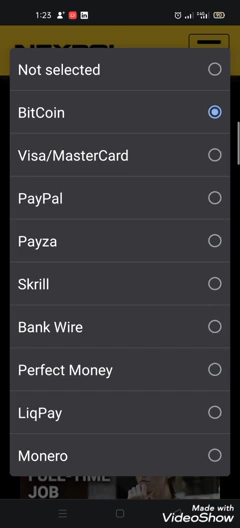 1:23
Not selected
BitCoin
Visa/MasterCard
PayPal
Payza
Skrill
Bank Wire
Perfect Money
LiqPay
Monero
FULL-TIME
JOB
Made with
VideoShow